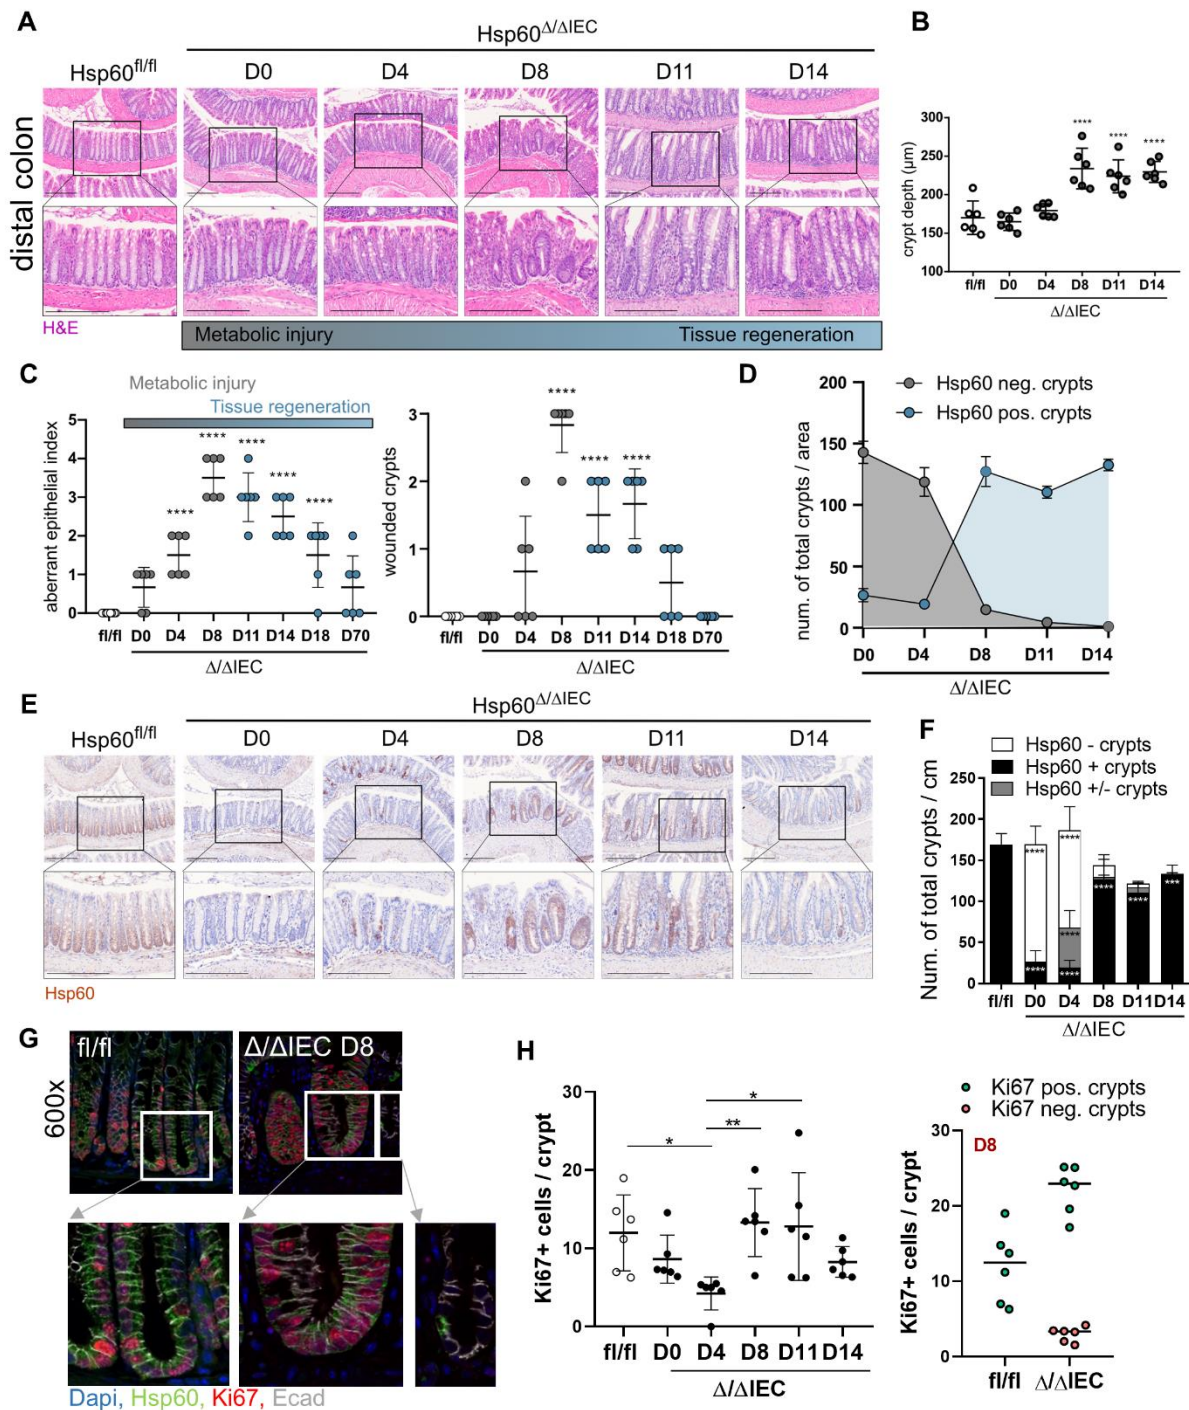 A
Hsp60Δ/ΔIEC
Hsp60fl/fl
D0
D4
D8
D11
D14
distal colon
H&E
Metabolic injury
Tissue regeneration
B
crypt depth (µm)
300
250
200
150
100
****
****
****
fl/fl
D0
D4
D8
D11
D14
Δ/ΔIEC
C
Metabolic injury
Tissue regeneration
aberrant epithelial index
5
4
3
2
1
0
****
****
****
****
****
fl/fl
D0
D4
D8
D11
D14
D18
D70
Δ/ΔIEC
wounded crypts
3
2
1
0
****
****
****
fl/fl
D0
D4
D8
D11
D14
D18
D70
Δ/ΔIEC
D
Hsp60 neg. crypts
Hsp60 pos. crypts
num. of total crypts / area
200
150
100
50
0
D0
D4
D8
D11
D14
Δ/ΔIEC
E
Hsp60Δ/ΔIEC
Hsp60fl/fl
D0
D4
D8
D11
D14
Hsp60
F
Hsp60 - crypts
Hsp60 + crypts
Hsp60 +/- crypts
Num. of total crypts / cm
250
200
150
100
50
0
****
****
****
****
****
****
****
***
fl/fl
D0
D4
D8
D11
D14
Δ/ΔIEC
G
600x
fl/fl
Δ/ΔIEC D8
Dapi, Hsp60, Ki67, Ecad
H
Ki67+ cells / crypt
30
20
10
0
*
**
*
fl/fl
D0
D4
D8
D11
D14
Δ/ΔIEC
Ki67 pos. crypts
Ki67 neg. crypts
D8
Ki67+ cells / crypt
30
20
10
0
fl/fl
Δ/ΔIEC